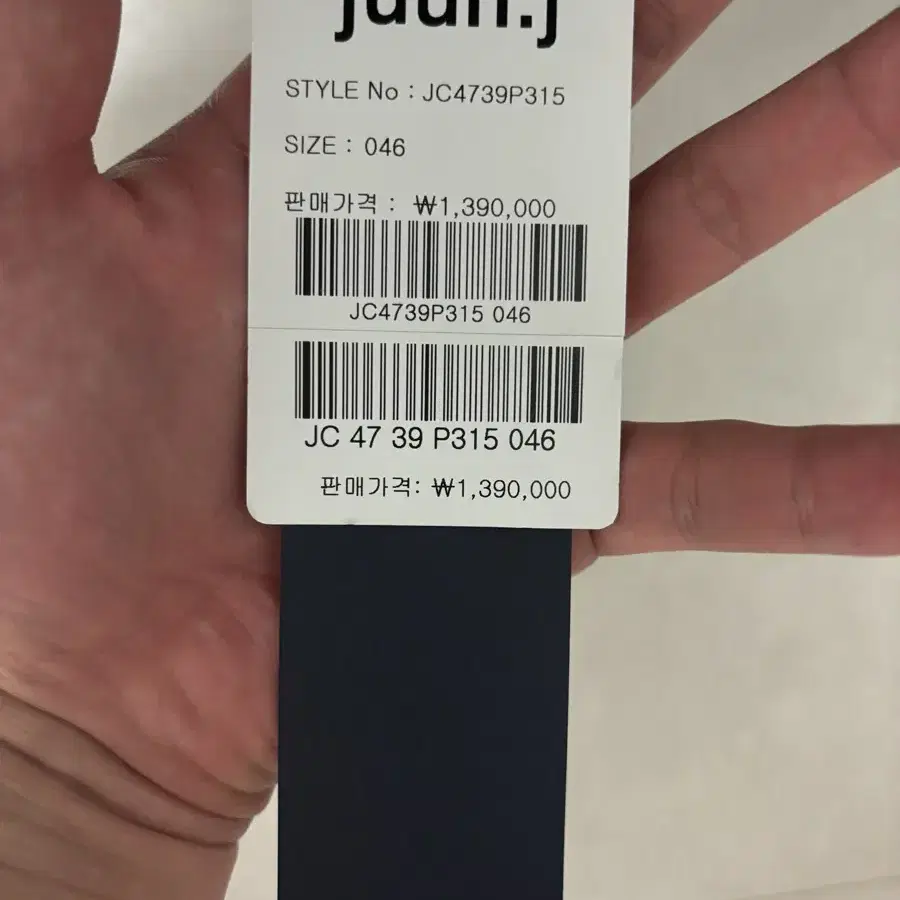 juun.j
STYLE No : JC4739P315
SIZE : 046
판매가격 : ₩1,390,000
JC4739P315 046
JC 47 39 P315 046
판매가격: ₩1,390,000